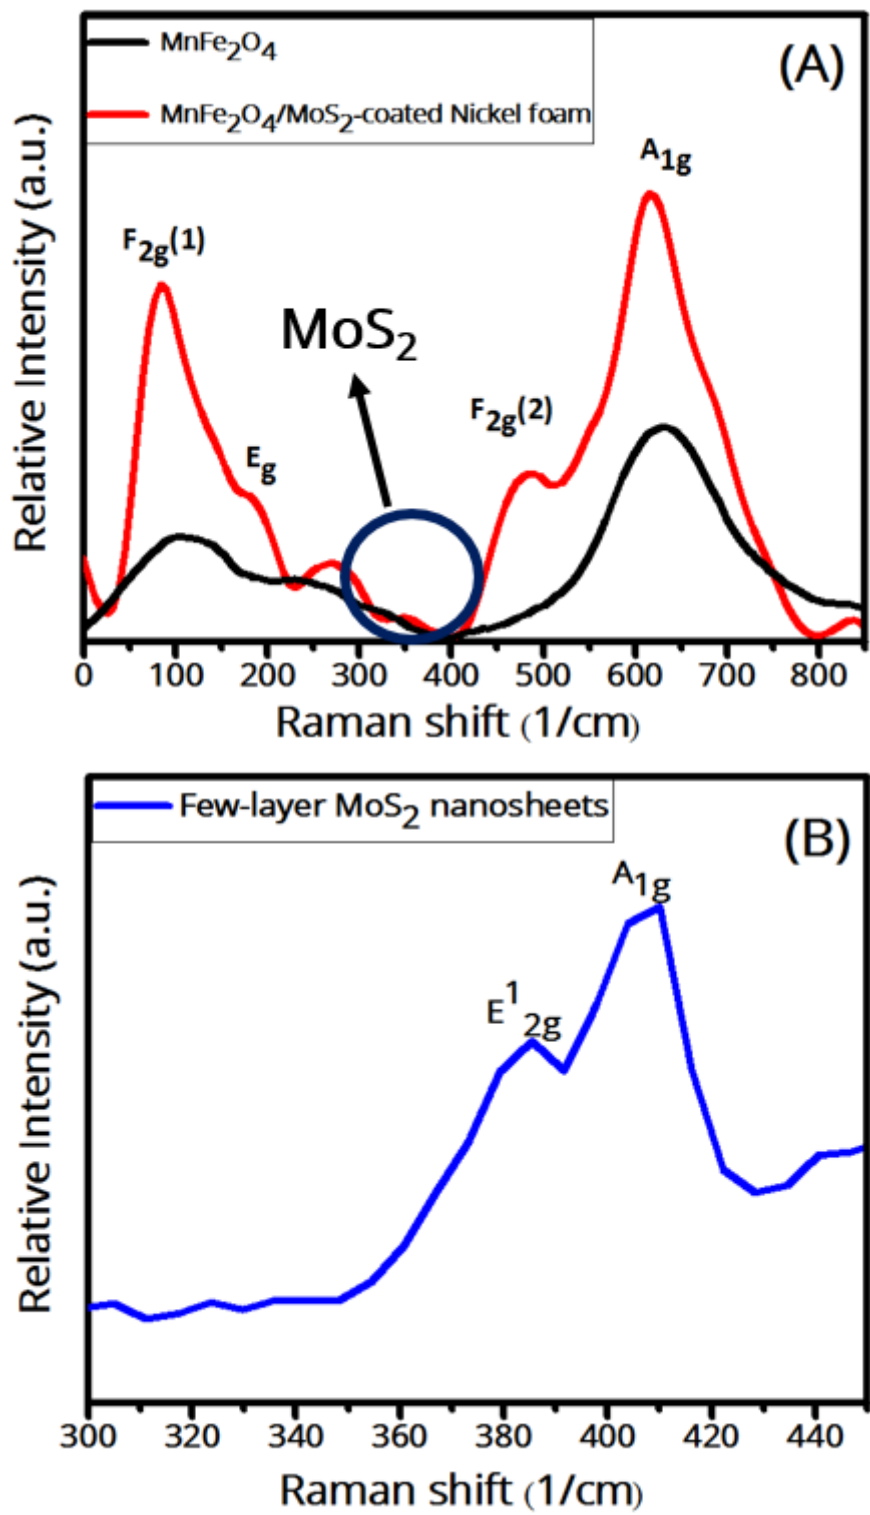 MnFe2O4
(A)
MnFe2O4/MoS2-coated Nickel foam
A1g
F2g(1)
MoS2
F2g(2)
Eg
Relative Intensity (a.u.)
0 100 200 300 400 500 600 700 800
Raman shift (1/cm)
Few-layer MoS2 nanosheets
(B)
A1g
E1 2g
Relative Intensity (a.u.)
300 320 340 360 380 400 420 440
Raman shift (1/cm)